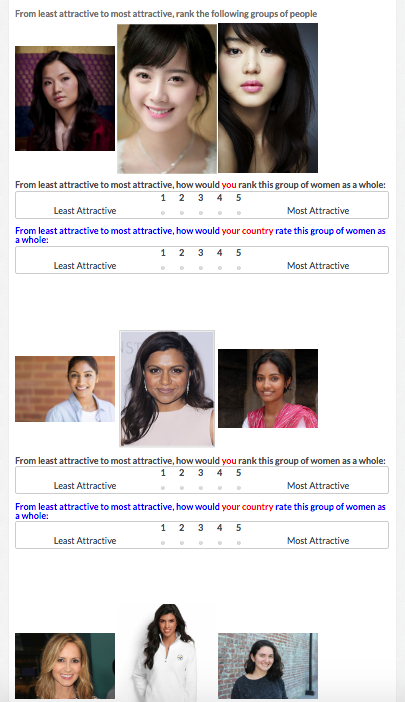 From least attractive to most attractive, rank the following groups of people
From least attractive to most attractive, how would you rank this group of women as a whole:
1 2 3 4 5
Least Attractive Most Attractive
From least attractive to most attractive, how would your country rate this group of women as
a whole:
1 2 3 4 5
Least Attractive Most Attractive
From least attractive to most attractive, how would you rank this group of women as a whole:
1 2 3 4 5
Least Attractive Most Attractive
From least attractive to most attractive, how would your country rate this group of women as
a whole:
1 2 3 4 5
Least Attractive Most Attractive